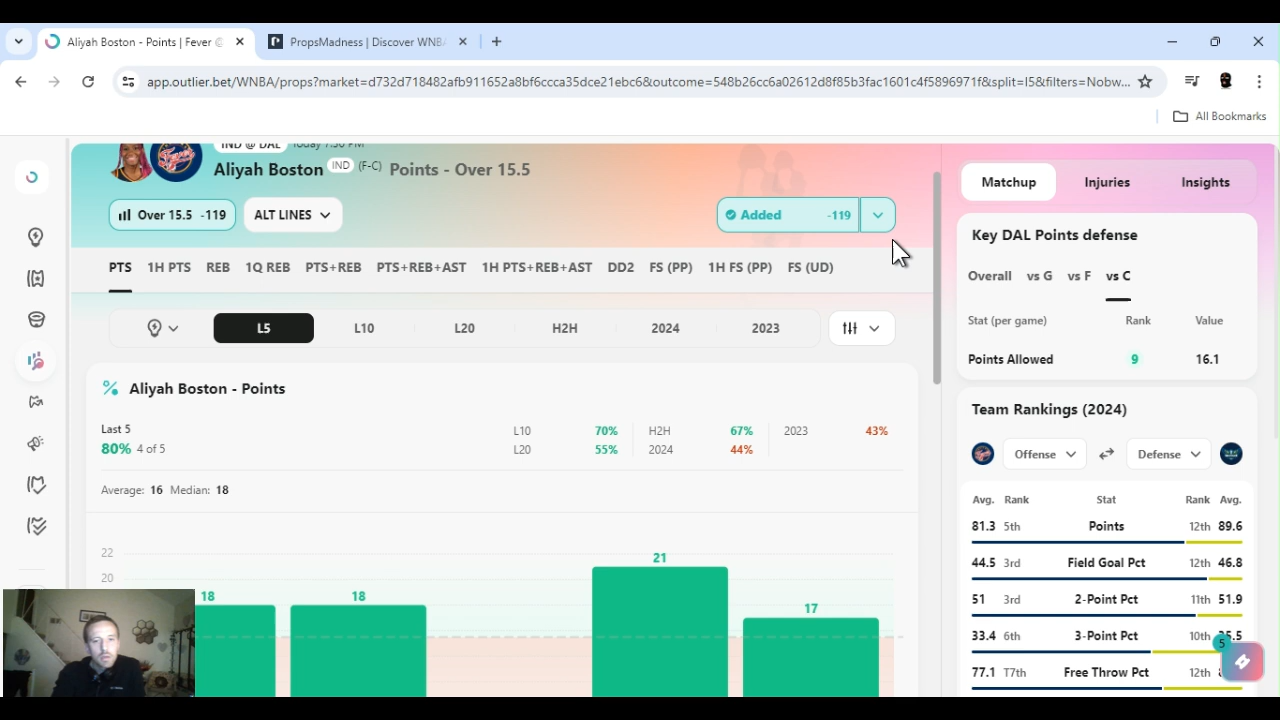 Aliyah Boston - Points | Fever @
PropsMadness | Discover WNB
app.outlier.bet/WNBA/props?market=d732d718482afb911652a8bf6ccca35dce21ebc6&outcome=548b26cc6a02612d8f85b3fac1601c4f5896971f&split=l5&filters=Nobw...
All Bookmarks
IND @ DAL Today 7:30 PM
Aliyah Boston IND (F-C) Points - Over 15.5
Over 15.5 -119
ALT LINES
Added -119
PTS 1H PTS REB 1Q REB PTS+REB PTS+REB+AST 1H PTS+REB+AST DD2 FS (PP) 1H FS (PP) FS (UD)
L5 L10 L20 H2H 2024 2023
Aliyah Boston - Points
Last 5
80% 4 of 5
L10 70% H2H 67% 2023 43%
L20 55% 2024 44%
Average: 16 Median: 18
22
20
18
18
21
17
Matchup Injuries Insights
Key DAL Points defense
Overall vs G vs F vs C
Stat (per game) Rank Value
Points Allowed 9 16.1
Team Rankings (2024)
Offense Defense
Avg. Rank Stat Rank Avg.
81.3 5th Points 12th 89.6
44.5 3rd Field Goal Pct 12th 46.8
51 3rd 2-Point Pct 11th 51.9
33.4 6th 3-Point Pct 10th
77.1 T7th Free Throw Pct 12th
5